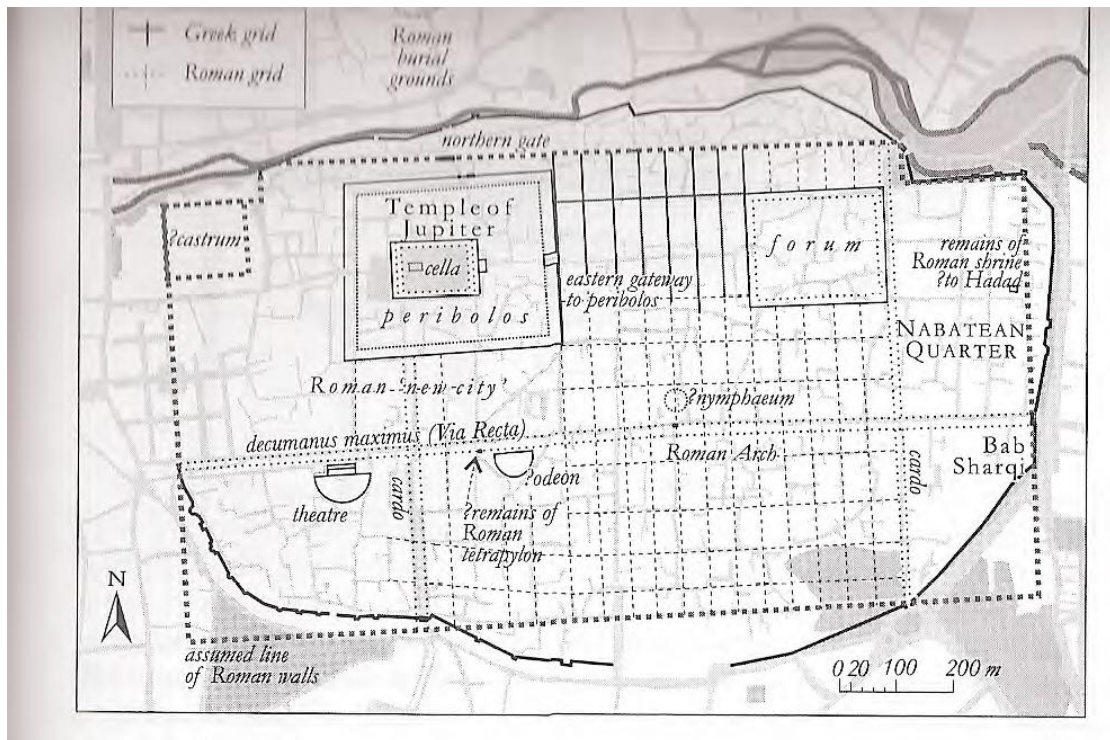 Greek grid
Roman grid
Roman
burial
grounds
northern gate
Temple of
Jupiter
?castrum
cella
peribolos
forum
eastern gateway
to peribolos
remains of
Roman shrine
?to Hadad
NABATEAN
QUARTER
Roman 'new city'
?nymphaeum
decumanus maximus (Via Recta)
Roman Arch
Bab
Sharqi
?odeon
theatre
cardo
cardo
?remains of
Roman
tetrapylon
N
assumed line
of Roman walls
0 20 100 200 m